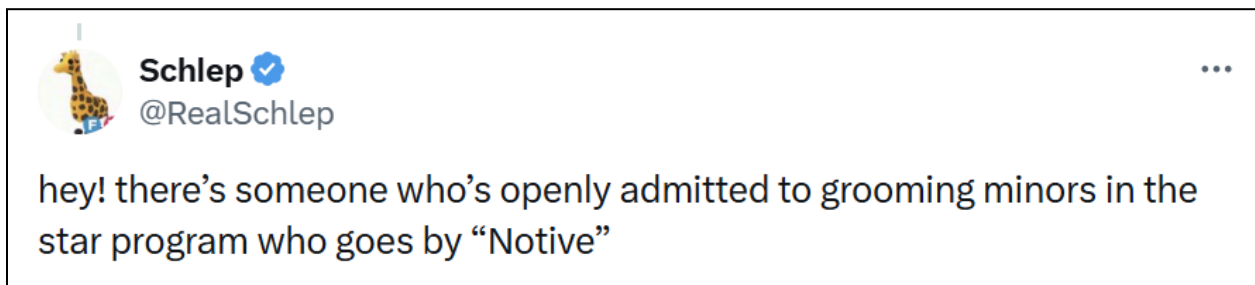 Schlep
@RealSchlep
hey! there’s someone who’s openly admitted to grooming minors in the
star program who goes by “Notive”